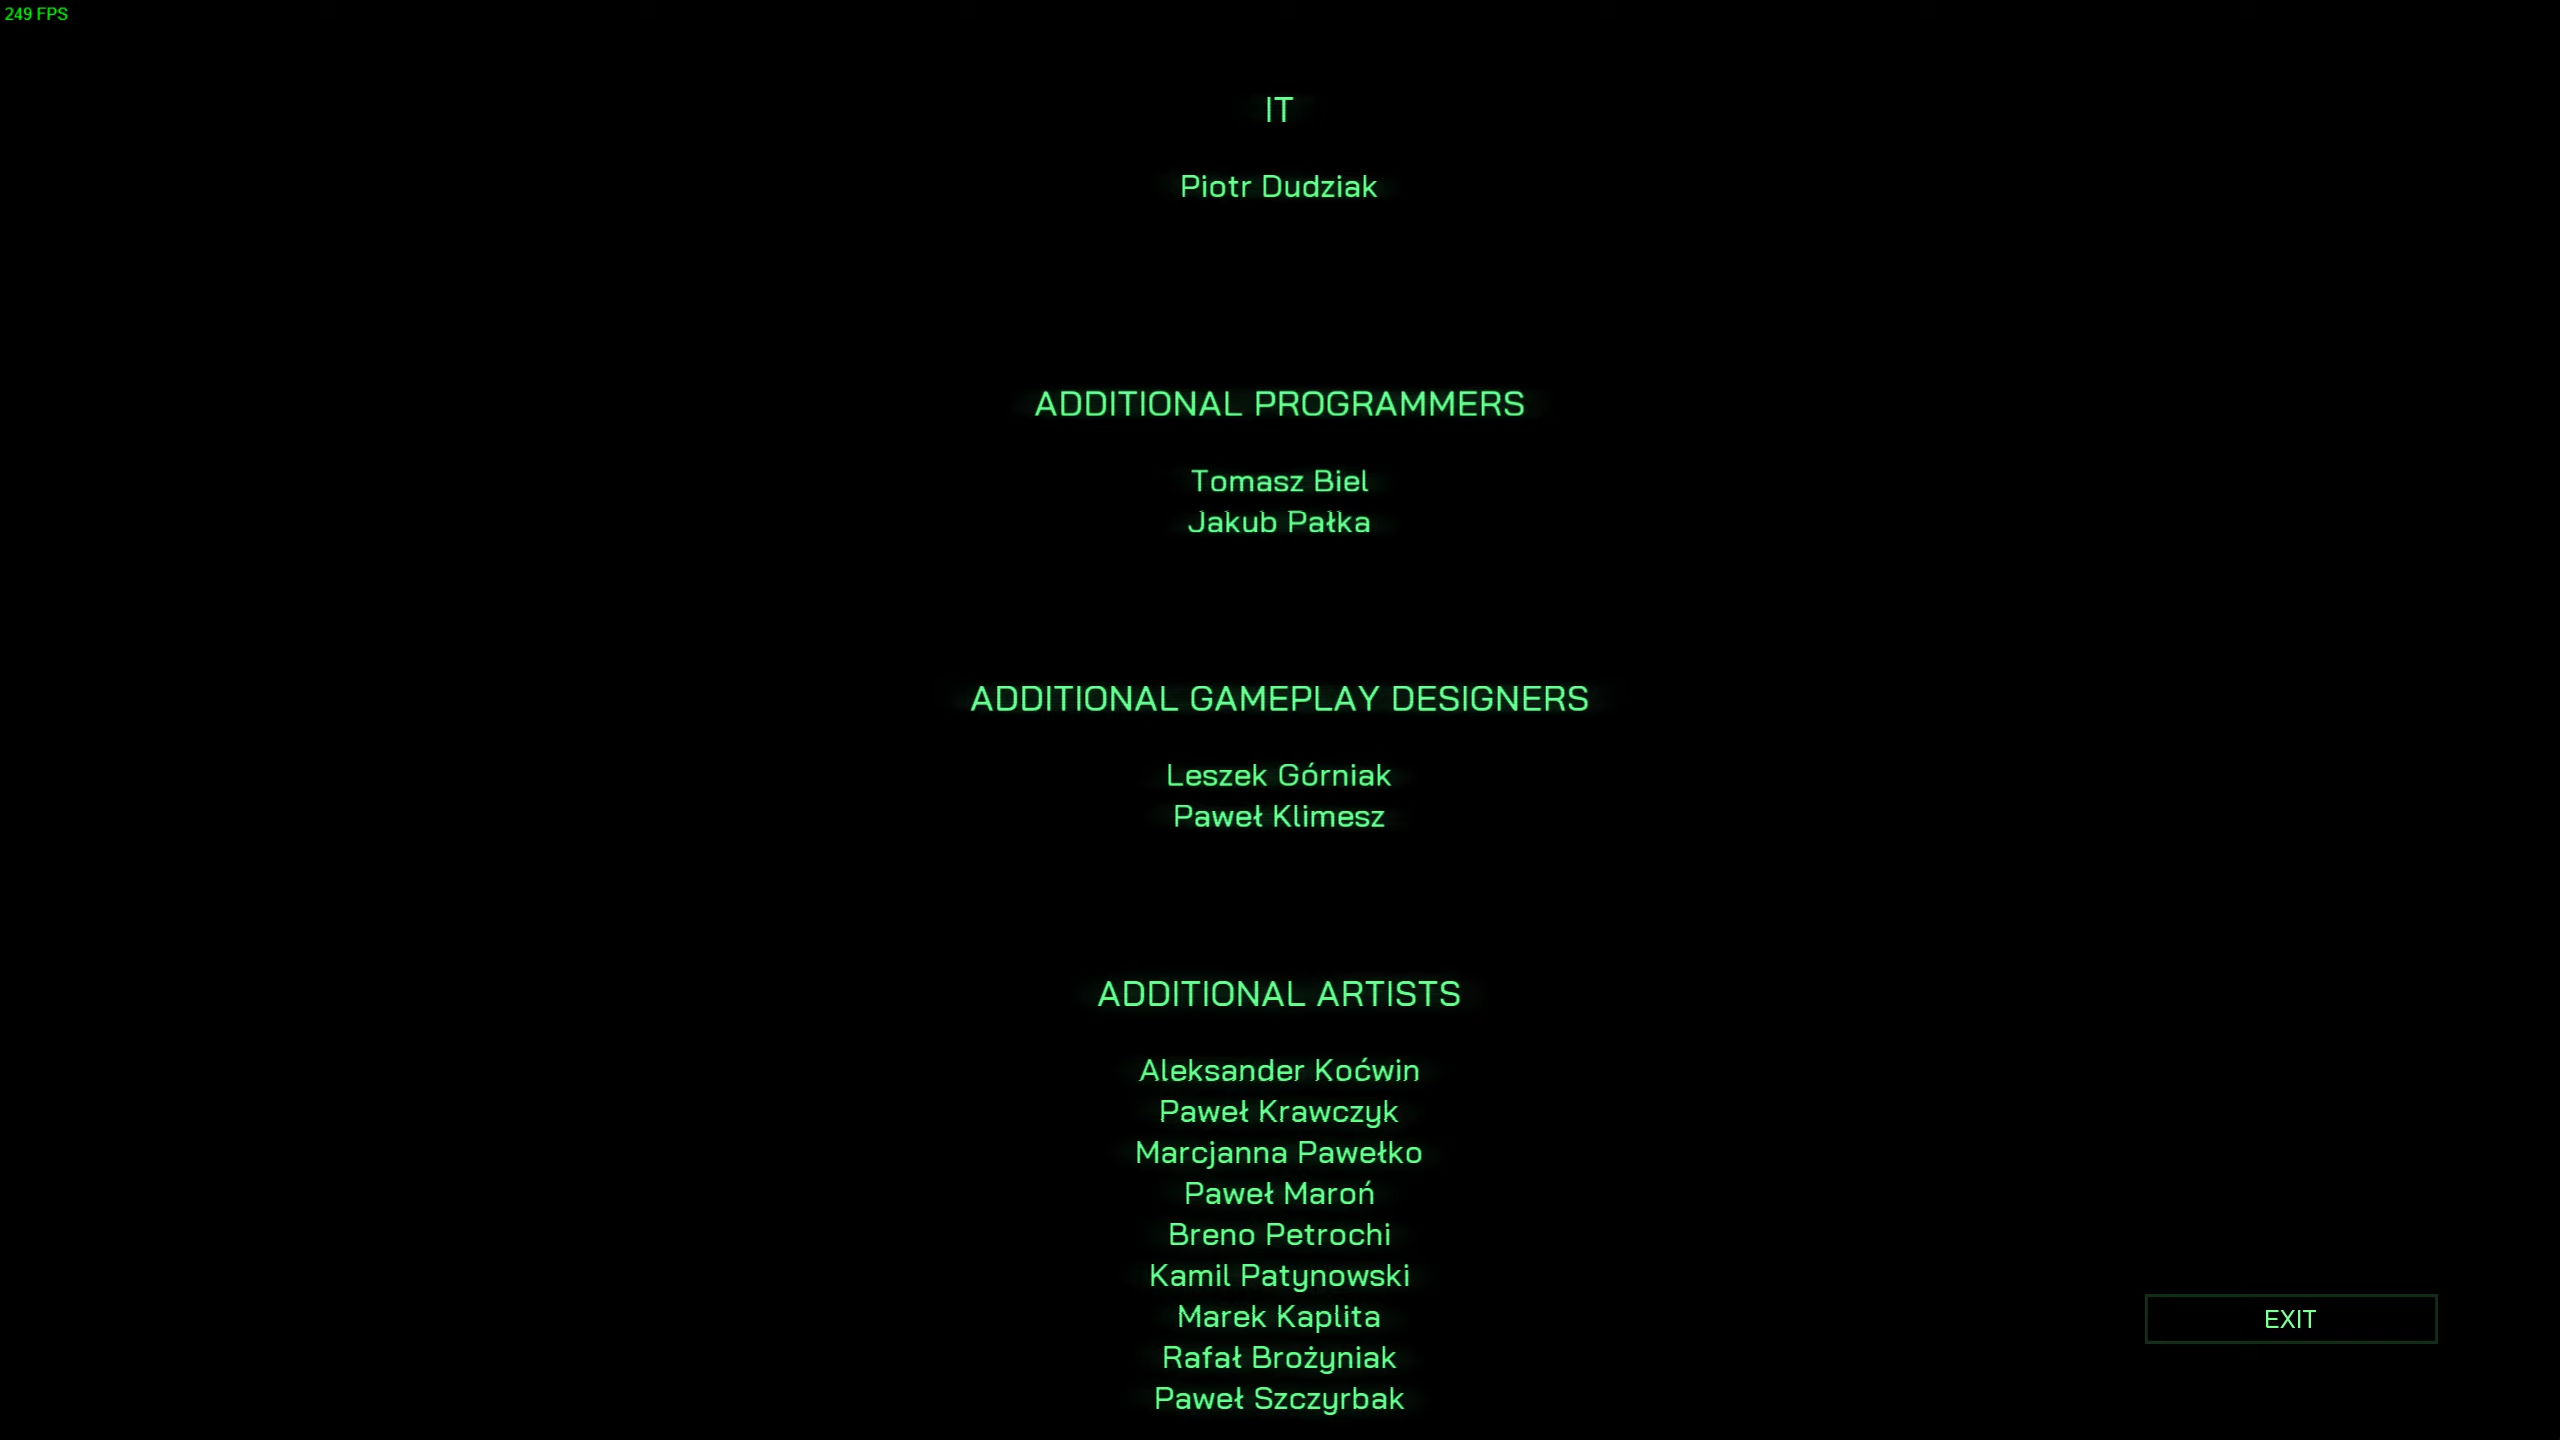 249 FPS
IT
Piotr Dudziak
ADDITIONAL PROGRAMMERS
Tomasz Biel
Jakub Pałka
ADDITIONAL GAMEPLAY DESIGNERS
Leszek Górniak
Paweł Klimesz
ADDITIONAL ARTISTS
Aleksander Koćwin
Paweł Krawczyk
Marcjanna Pawełko
Paweł Maroń
Breno Petrochi
Kamil Patynowski
Marek Kaplita
Rafał Brożyniak
Paweł Szczyrbak
EXIT